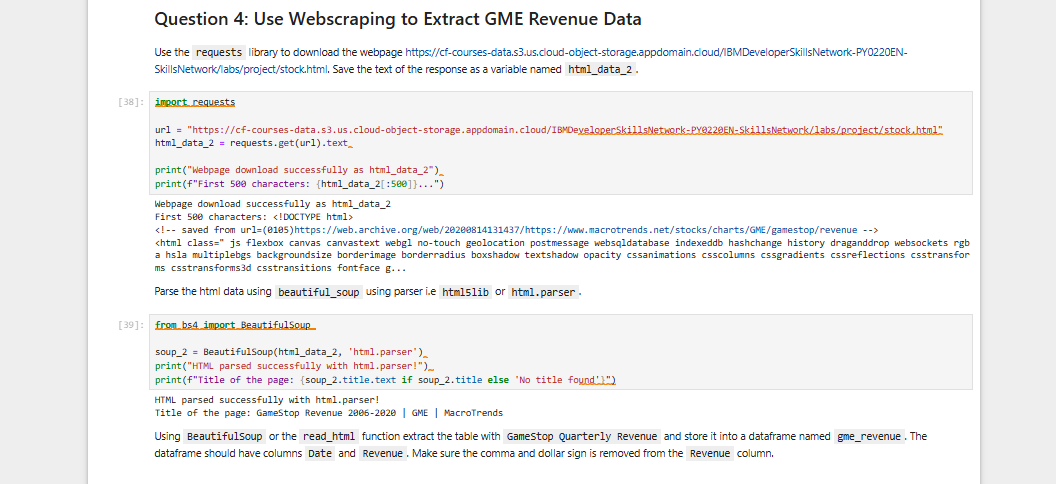 Question 4: Use Webscraping to Extract GME Revenue Data
Use the requests library to download the webpage https://cf-courses-data.s3.us.cloud-object-storage.appdomain.cloud/IBMDeveloperSkillsNetwork-PY0220EN-
SkillsNetwork/labs/project/stock.html. Save the text of the response as a variable named html_data_2.
[38]: import requests
url = "https://cf-courses-data.s3.us.cloud-object-storage.appdomain.cloud/IBMDeveloperSkillsNetwork-PY0220EN-SkillsNetwork/labs/project/stock.html"
html_data_2 = requests.get(url).text
print("Webpage download successfully as html_data_2")
print(f"First 500 characters: {html_data_2[:500]}...")
Webpage download successfully as html_data_2
First 500 characters: <!DOCTYPE html>
<!-- saved from url=(0105)https://web.archive.org/web/20200814131437/https://www.macrotrends.net/stocks/charts/GME/gamestop/revenue -->
<html class=" js flexbox canvas canvastext webgl no-touch geolocation postmessage websqldatabase indexeddb hashchange history draganddrop websockets rgb
a hsla multiplebgs backgroundsize borderimage borderradius boxshadow textshadow opacity cssanimations csscolumns cssgradients cssreflections csstransfor
ms csstransforms3d csstransitions fontface g...
Parse the html data using beautiful_soup using parser i.e html5lib or html.parser.
[39]: from bs4 import BeautifulSoup
soup_2 = BeautifulSoup(html_data_2, 'html.parser')
print("HTML parsed successfully with html.parser!")
print(f"Title of the page: {soup_2.title.text if soup_2.title else 'No title found'}")
HTML parsed successfully with html.parser!
Title of the page: GameStop Revenue 2006-2020 | GME | MacroTrends
Using BeautifulSoup or the read_html function extract the table with GameStop Quarterly Revenue and store it into a dataframe named gme_revenue. The
dataframe should have columns Date and Revenue. Make sure the comma and dollar sign is removed from the Revenue column.